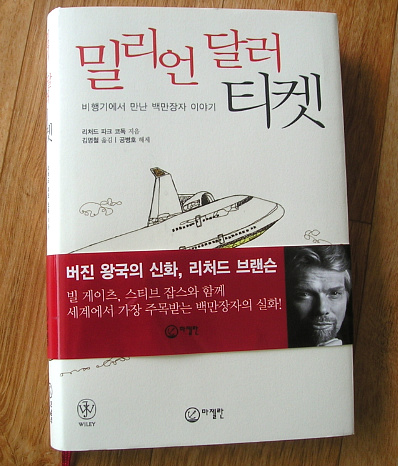 밀리언 달러
티켓
비행기에서 만난 백만장자 이야기
리처드 파크 코독 지음
김명철 옮김 | 공병호 해제
버진 왕국의 신화, 리처드 브랜슨
빌 게이츠, 스티브 잡스와 함께
세계에서 가장 주목받는 백만장자의 실화!
마젤란
WILEY
마젤란